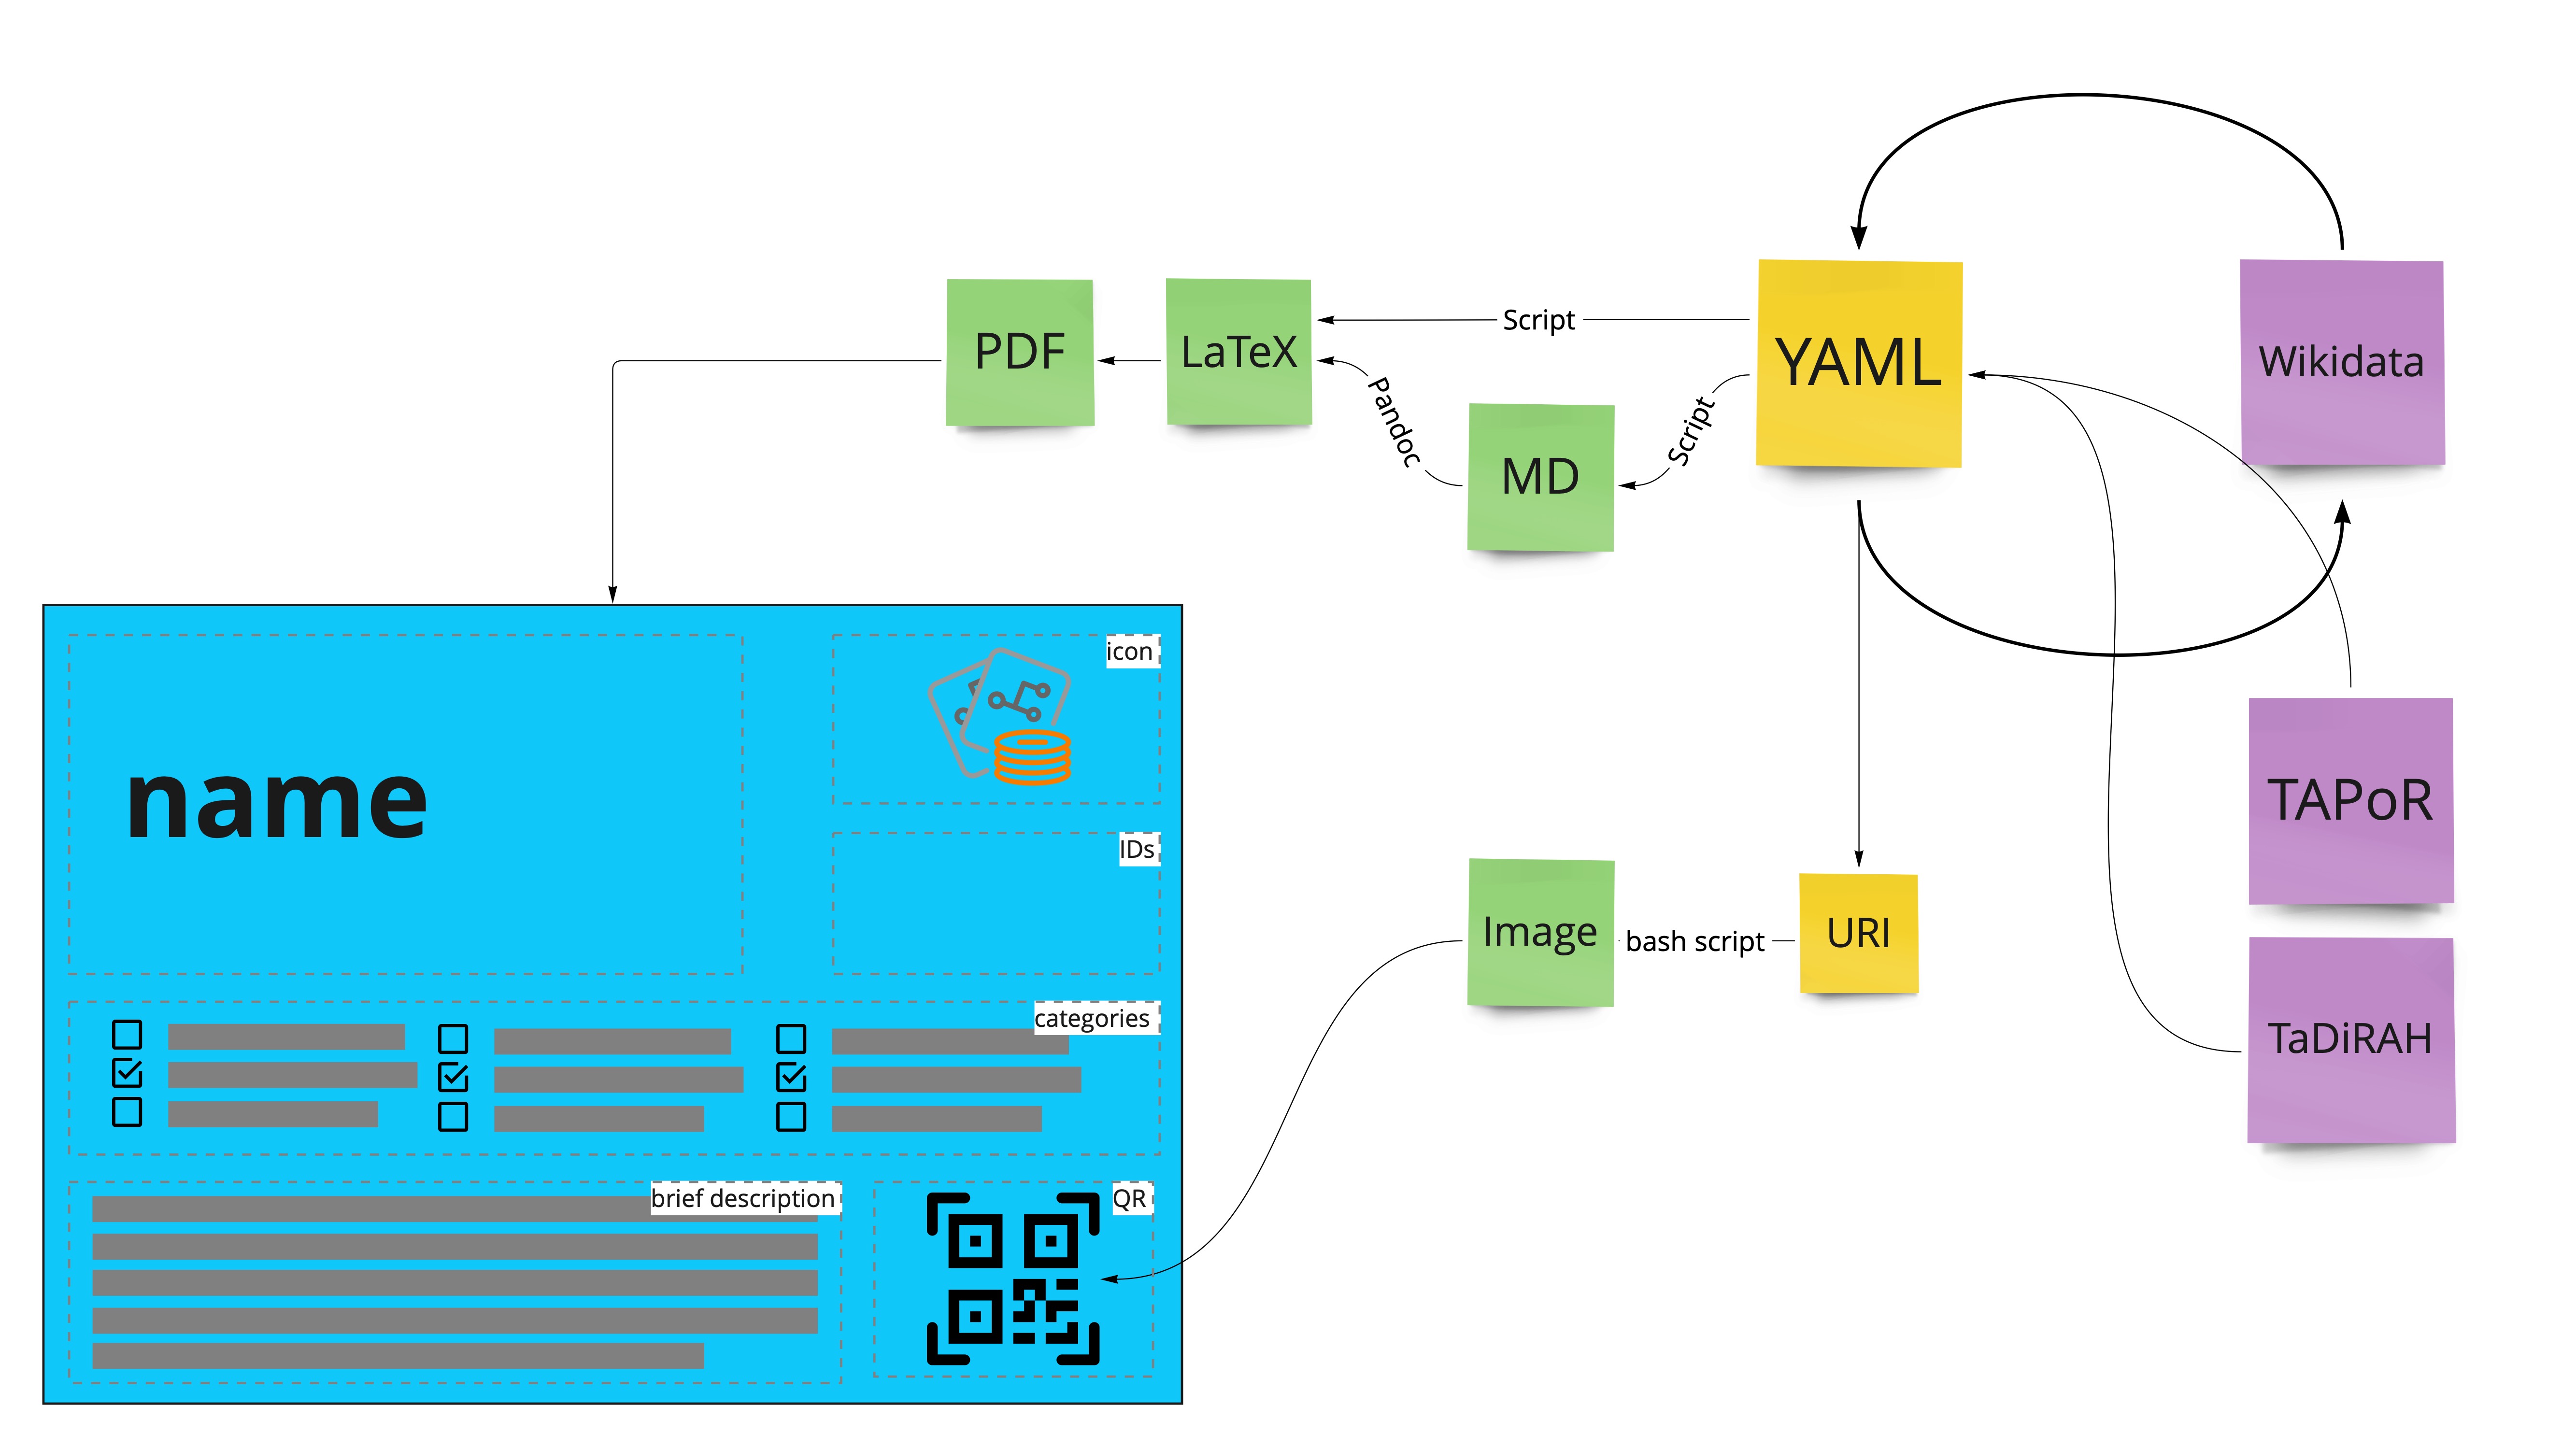 PDF
LaTeX
Script
YAML
Wikidata
Pandoc
Script
MD
icon
name
IDs
TAPoR
Image
bash script
URI
categories
TaDiRAH
brief description
QR